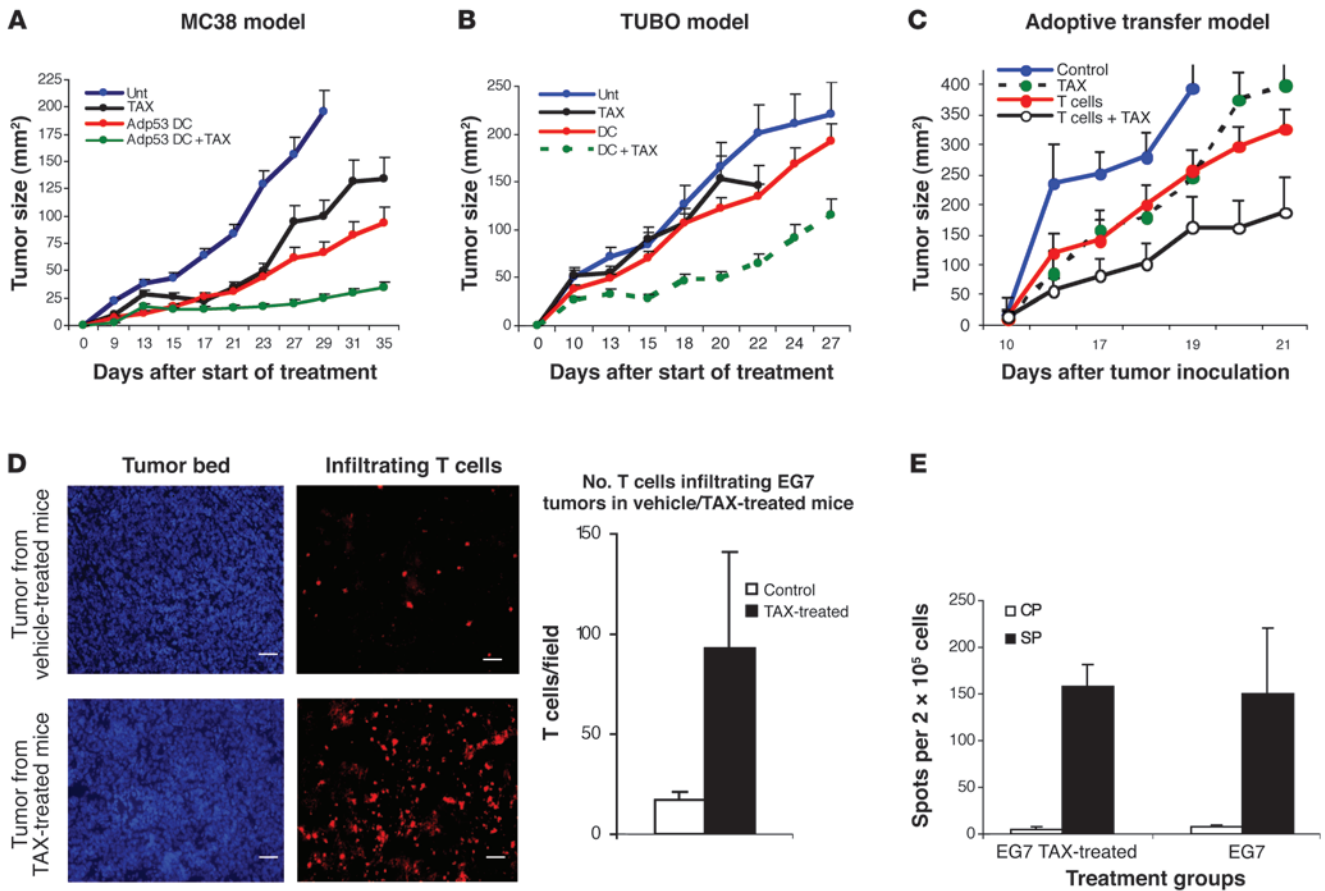 A
MC38 model
Tumor size (mm²)
225
200
175
150
125
100
75
50
25
0
Unt
TAX
Adp53 DC
Adp53 DC + TAX
0 9 13 15 17 21 23 27 29 31 35
Days after start of treatment
B
TUBO model
Tumor size (mm²)
250
200
150
100
50
0
Unt
TAX
DC
DC + TAX
0 10 13 15 18 20 22 24 27
Days after start of treatment
C
Adoptive transfer model
Tumor size (mm²)
400
350
300
250
200
150
100
50
0
Control
TAX
T cells
T cells + TAX
10 17 19 21
Days after tumor inoculation
D
Tumor bed
Infiltrating T cells
Tumor from
vehicle-treated mice
Tumor from
TAX-treated mice
No. T cells infiltrating EG7
tumors in vehicle/TAX-treated mice
T cells/field
150
100
50
0
Control
TAX-treated
E
Spots per 2 × 10⁵ cells
250
200
150
100
50
0
CP
SP
EG7 TAX-treated EG7
Treatment groups